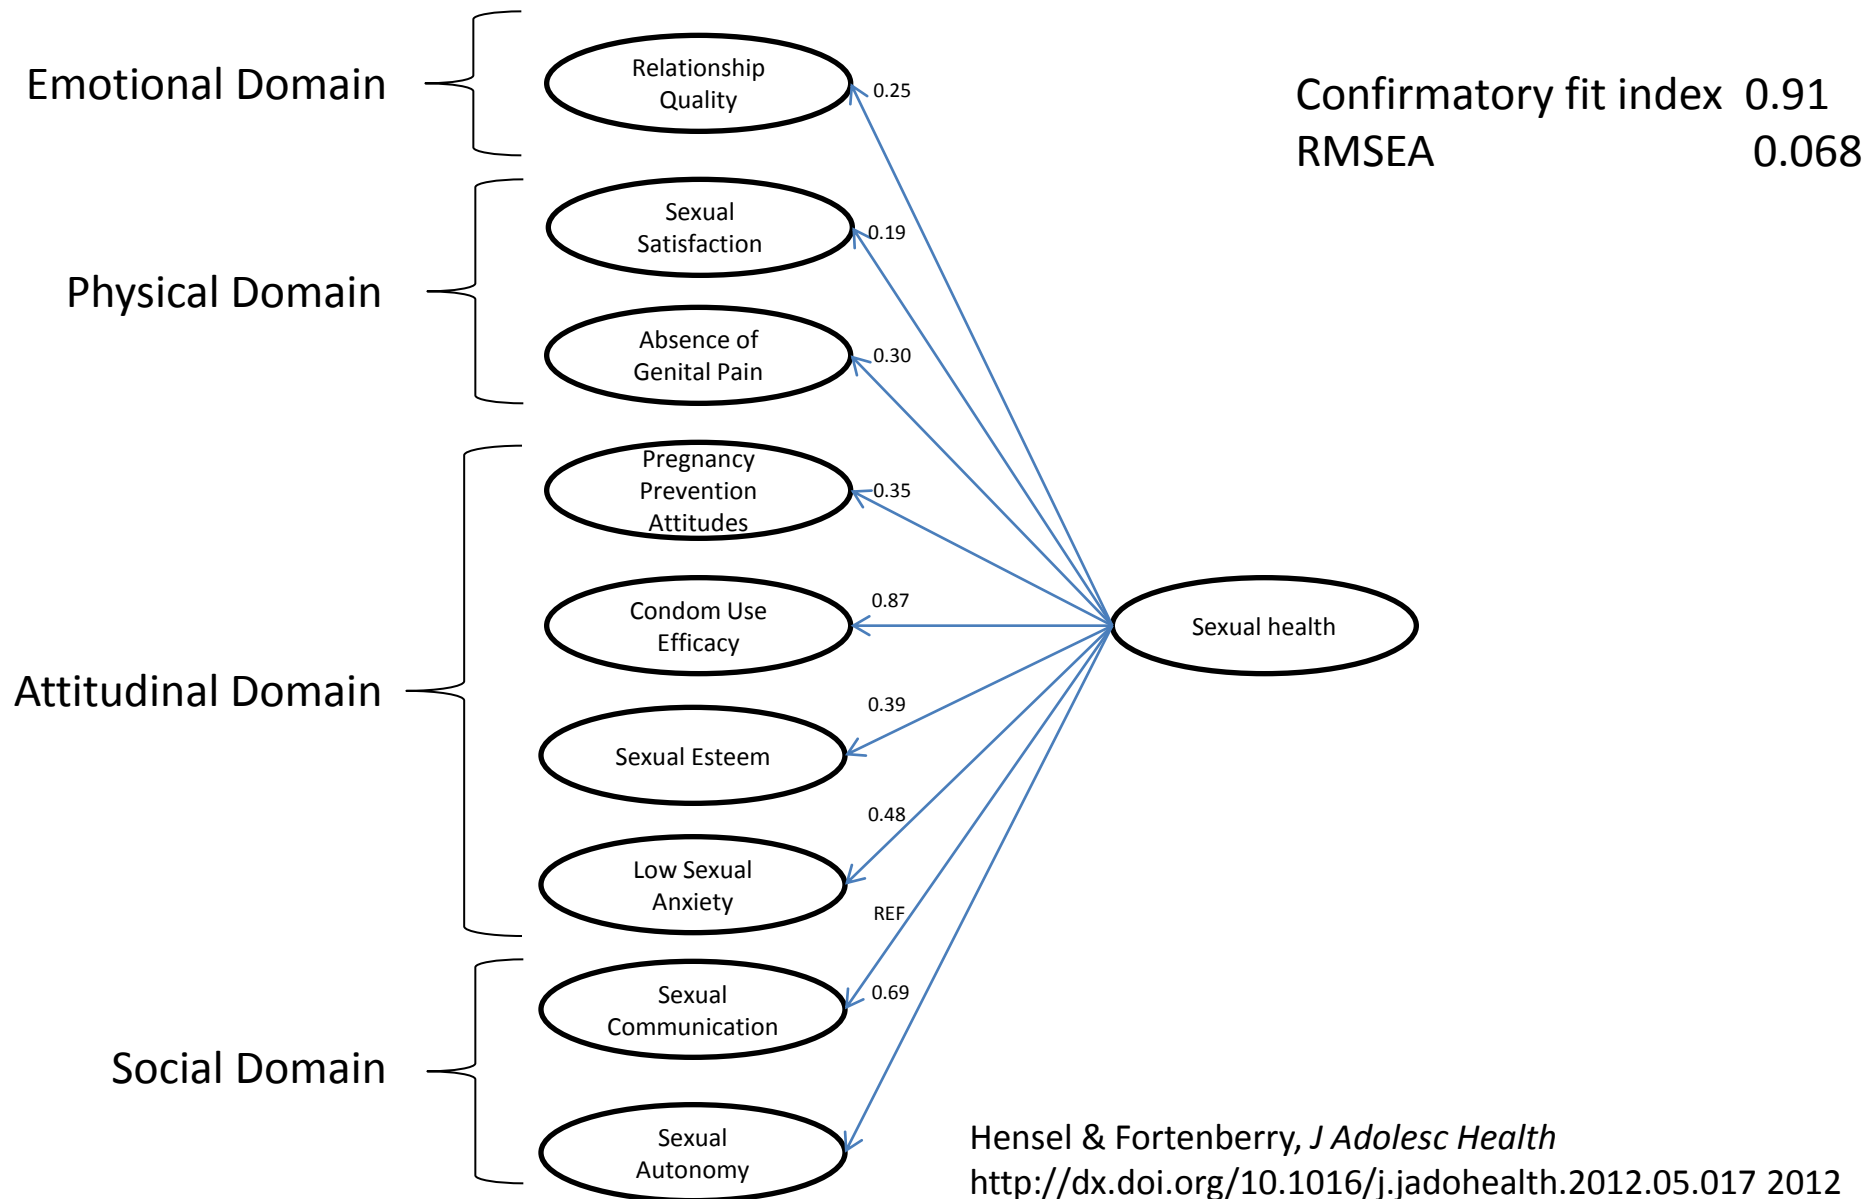 Emotional Domain
Relationship
Quality
0.25
Confirmatory fit index 0.91
RMSEA 0.068
Physical Domain
Sexual
Satisfaction
0.19
Absence of
Genital Pain
0.30
Attitudinal Domain
Pregnancy
Prevention
Attitudes
0.35
Condom Use
Efficacy
0.87
Sexual health
Sexual Esteem
0.39
Low Sexual
Anxiety
0.48
REF
Social Domain
Sexual
Communication
0.69
Sexual
Autonomy
Hensel & Fortenberry, J Adolesc Health
http://dx.doi.org/10.1016/j.jadohealth.2012.05.017 2012